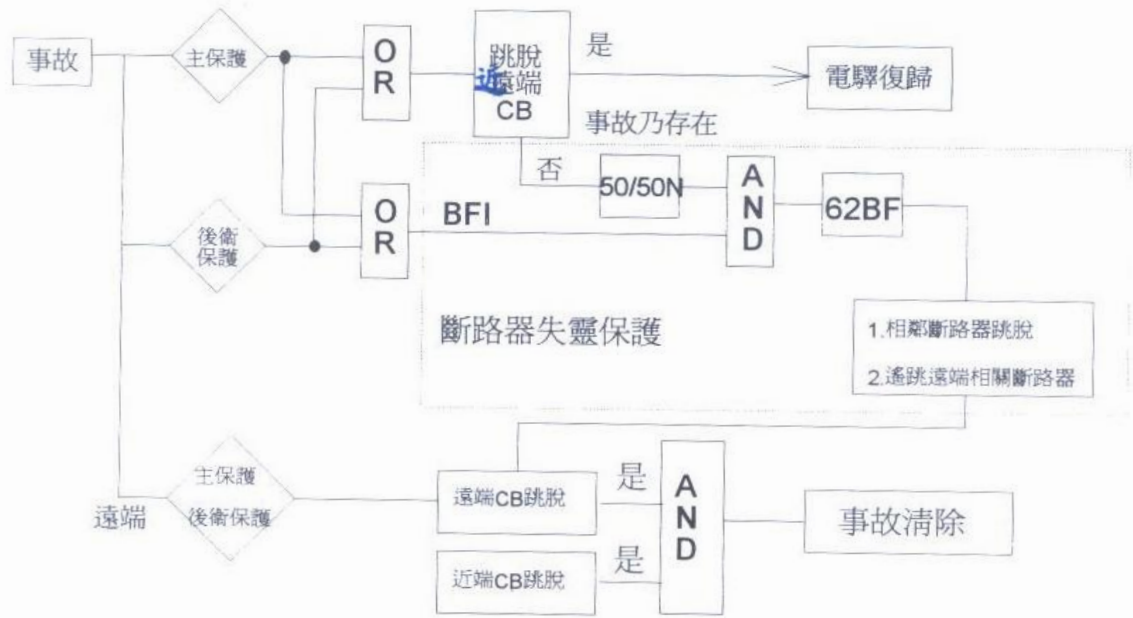 事故
主保護
OR
跳脫
近遠端
CB
是
電驛復歸
事故乃存在
否
50/50N
AND
62BF
後衛
保護
OR
BFI
斷路器失靈保護
1.相鄰斷路器跳脫
2.遙跳遠端相關斷路器
遠端
主保護
後衛保護
遠端CB跳脫
是
AND
事故清除
近端CB跳脫
是